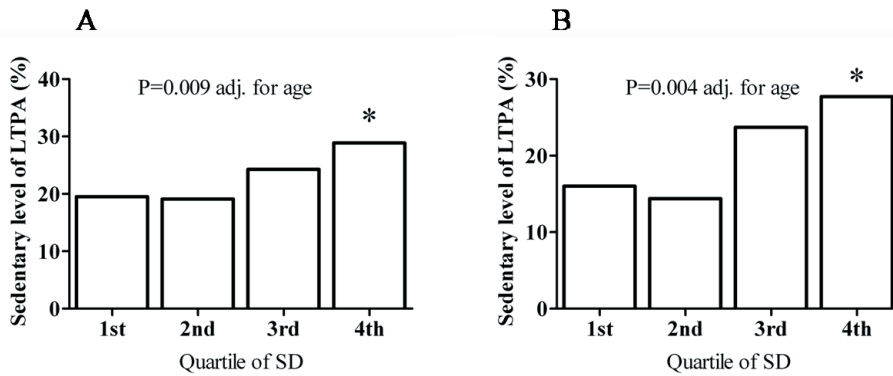 A
P=0.009 adj. for age
*
Sedentary level of LTPA (%)
40
30
20
10
0
1st 2nd 3rd 4th
Quartile of SD
B
P=0.004 adj. for age
*
Sedentary level of LTPA (%)
30
20
10
0
1st 2nd 3rd 4th
Quartile of SD